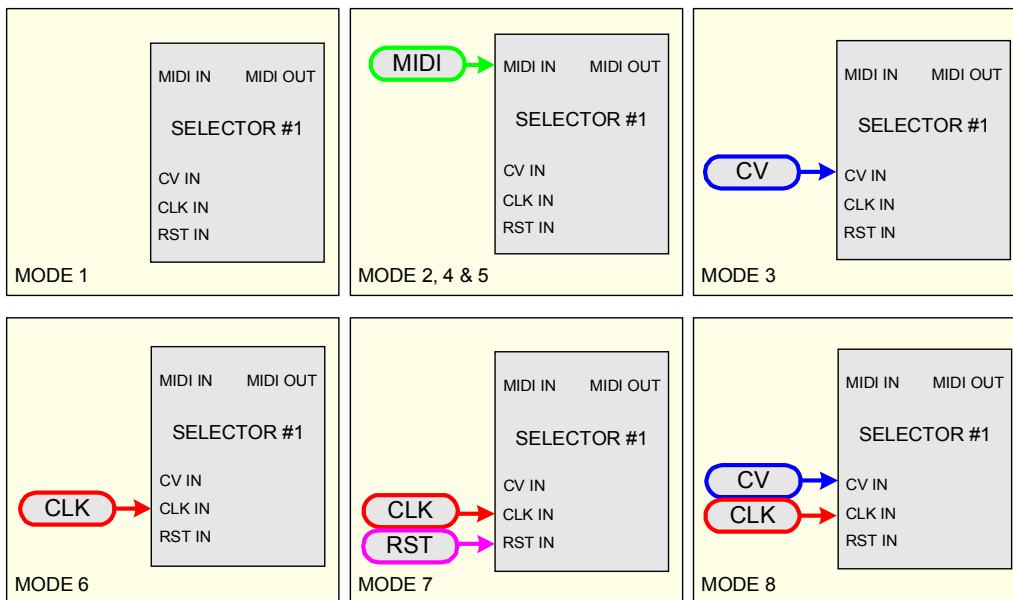 MIDI IN MIDI OUT
SELECTOR #1
CV IN
CLK IN
RST IN
MODE 1
MIDI
MIDI IN MIDI OUT
SELECTOR #1
CV IN
CLK IN
RST IN
MODE 2, 4 & 5
MIDI IN MIDI OUT
SELECTOR #1
CV
CV IN
CLK IN
RST IN
MODE 3
MIDI IN MIDI OUT
SELECTOR #1
CV IN
CLK
CLK IN
RST IN
MODE 6
MIDI IN MIDI OUT
SELECTOR #1
CV IN
CLK
CLK IN
RST
RST IN
MODE 7
MIDI IN MIDI OUT
SELECTOR #1
CV
CV IN
CLK
CLK IN
RST IN
MODE 8